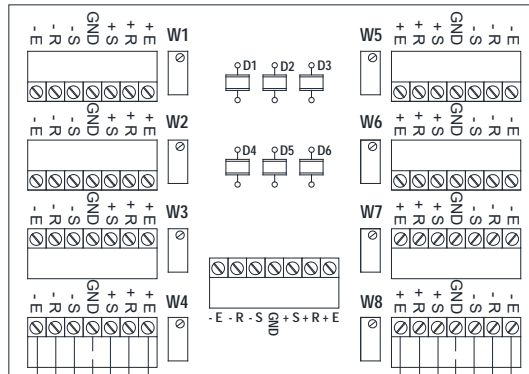 -E -R -S GND +S +R +E W1 D1 D2 D3 W5 +E +R +S GND -S -R -E
-E -R -S GND +S +R +E W2 D4 D5 D6 W6 +E +R +S GND -S -R -E
-E -R -S GND +S +R +E W3 W7 +E +R +S GND -S -R -E
-E -R -S GND +S +R +E W4 W8 +E +R +S GND -S -R -E
-E -R -S GND +S +R +E